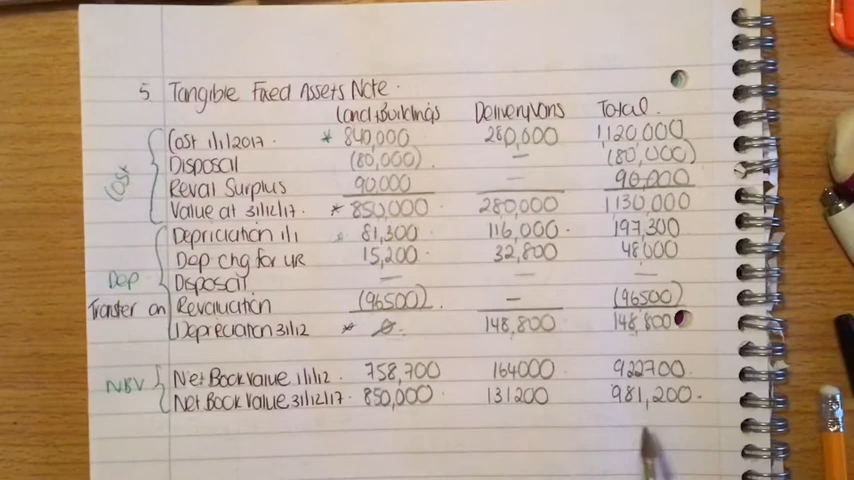 5 Tangible Fixed Assets Note.
Land+Buildings Delivery Vans Total.
Cost 1/1/2017. * 840,000 280,000 1,120,000
Disposal (80,000) — (80,000)
Reval Surplus 90,000 — 90,000
Value at 31/12/17. * 850,000 280,000 1,130,000
Cost
Depriciation 1/1 * 81,300 116,000. 197,300
Dep chg for YR 15,200 32,800 48,000
Disposal — — —
Transfer on Revaluation (96500) — (96500)
Depreciation 31/12 * 0. 148,800 148,800
Dep
Net Book Value 1/1/12. 758,700 164000 922700.
Net Book Value 31/12/17. 850,000 131200 981,200.
NBV